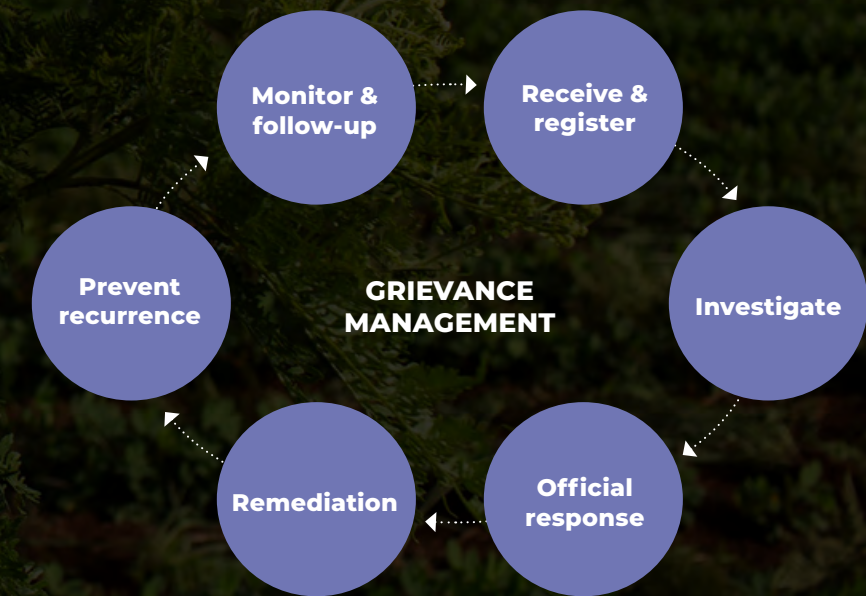 Monitor &
follow-up
Receive &
register
Prevent
recurrence
GRIEVANCE
MANAGEMENT
Investigate
Remediation
Official
response